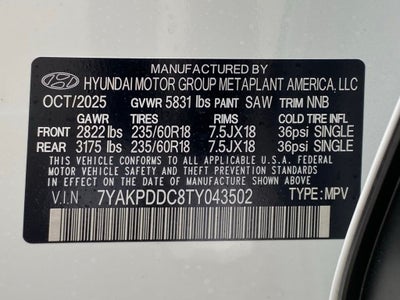 MANUFACTURED BY
HYUNDAI MOTOR GROUP METAPLANT AMERICA, LLC
OCT/2025 GVWR 5831 lbs PAINT SAW TRIM NNB
GAWR TIRES RIMS COLD TIRE INFL
FRONT 2822 lbs 235/60R18 7.5JX18 36psi SINGLE
REAR 3175 lbs 235/60R18 7.5JX18 36psi SINGLE
THIS VEHICLE CONFORMS TO ALL APPLICABLE U.S.A. FEDERAL
MOTOR VEHICLE SAFETY STANDARDS IN EFFECT ON THE DATE OF
MANUFACTURE SHOWN ABOVE.
V.I.N 7YAKPDDC8TY043502 TYPE: MPV